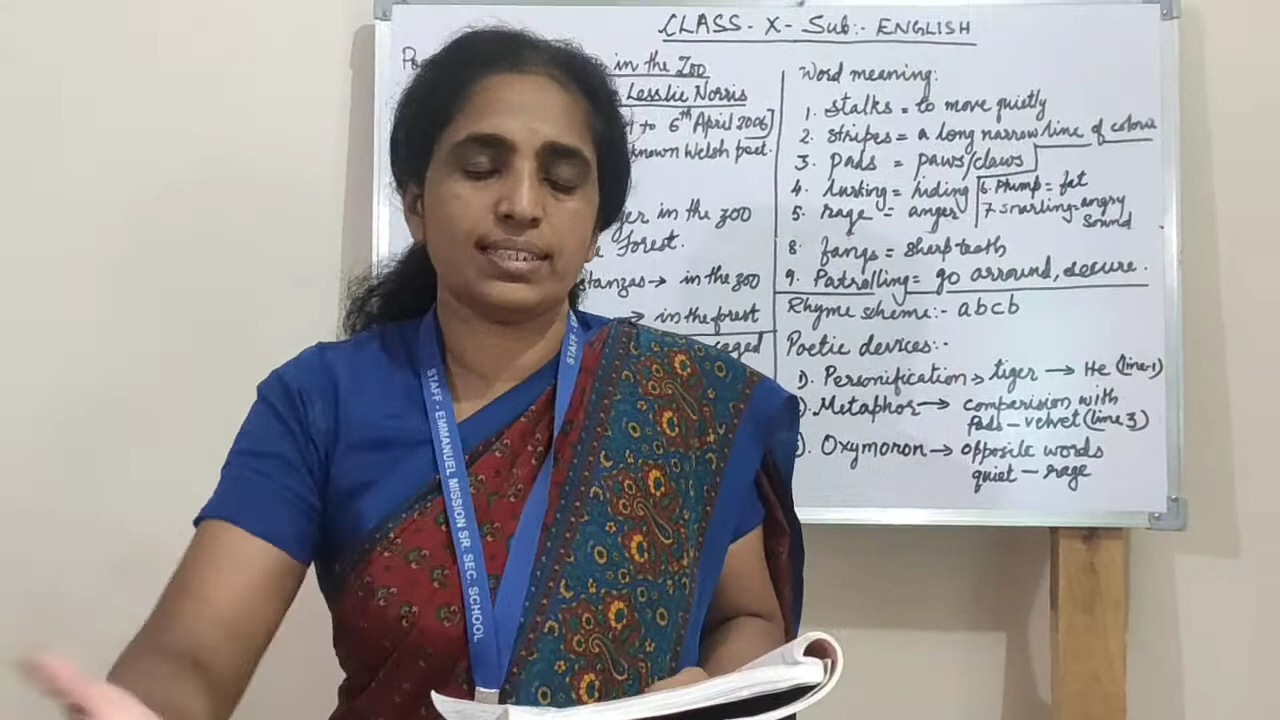 CLASS - X - Sub:- ENGLISH
in the Zoo
Lesslie Norris
to 6th April 2006]
known Welsh poet.
in the zoo
Forest.
stanzas → in the zoo
→ in the forest
caged
Word meaning:
1. Stalks = to move quietly
2. Stripes = a long narrow line of colour
3. pads = paws/claws
4. lurking = hiding
5. rage = anger
6. Plump = fat
7. snarling = angry sound
8. fangs = sharp teeth
9. Patrolling = go arround, secure.
Rhyme scheme:- abcb
Poetic devices:-
1). Personification → tiger → He (line-1)
). Metaphor → comparision with
Pads - velvet (line 3)
). Oxymoron → opposite words
quiet - rage
STAFF - EMMANUEL MISSION SR. SEC. SCHOOL
STAFF - E